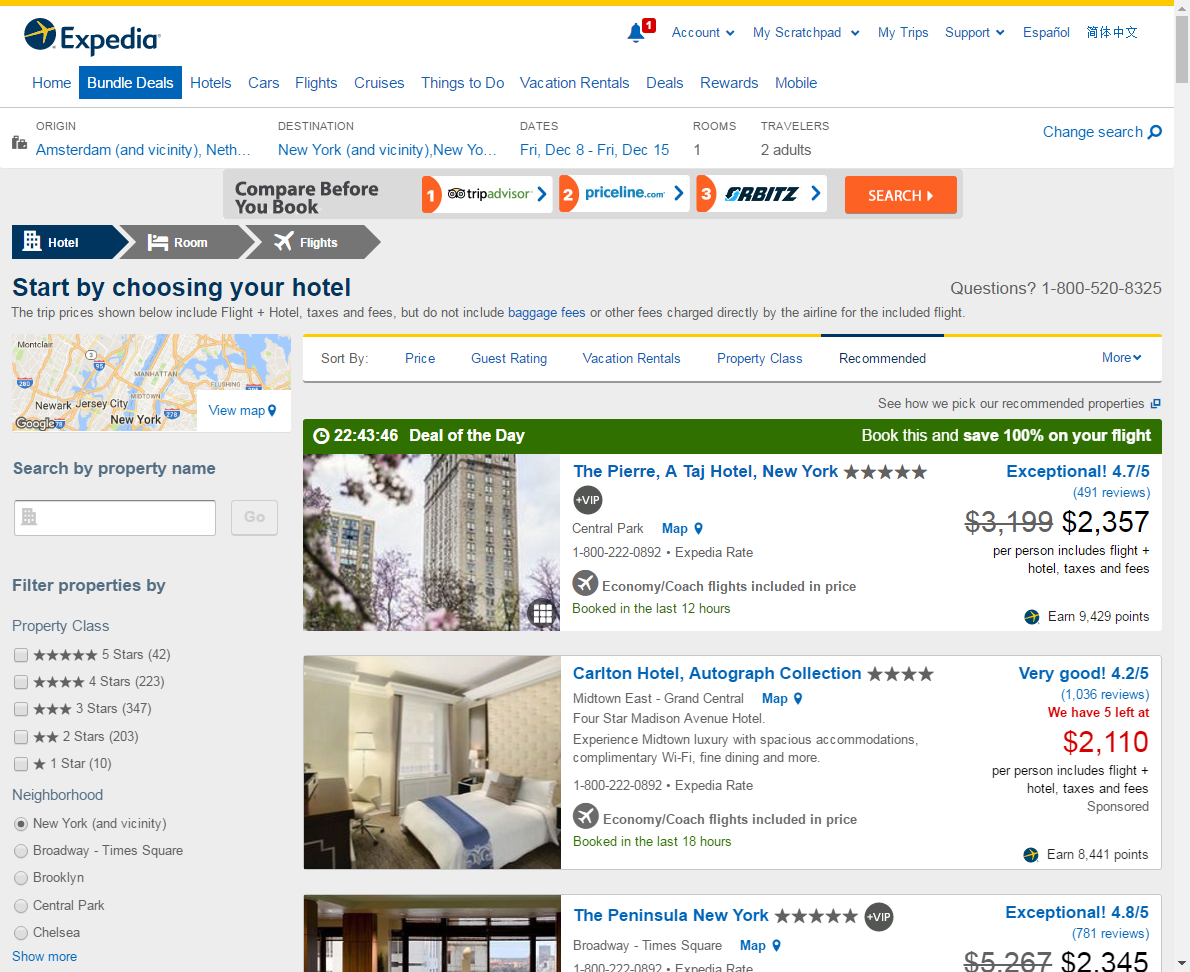 Expedia
1
Account
My Scratchpad
My Trips
Support
Español
简体中文
Home
Bundle Deals
Hotels
Cars
Flights
Cruises
Things to Do
Vacation Rentals
Deals
Rewards
Mobile
ORIGIN
Amsterdam (and vicinity), Neth...
DESTINATION
New York (and vicinity),New Yo...
DATES
Fri, Dec 8 - Fri, Dec 15
ROOMS
1
TRAVELERS
2 adults
Change search
Compare Before
You Book
1 tripadvisor
2 priceline.com
3 ORBITZ
SEARCH
Hotel
Room
Flights
Start by choosing your hotel
Questions? 1-800-520-8325
The trip prices shown below include Flight + Hotel, taxes and fees, but do not include baggage fees or other fees charged directly by the airline for the included flight.
Montclair
3
95
MANHATTAN
280
FLUSHING
MIDTOWN
Newark
Jersey City
278
New York
Google
78
View map
Search by property name
Go
Filter properties by
Property Class
5 Stars (42)
4 Stars (223)
3 Stars (347)
2 Stars (203)
1 Star (10)
Neighborhood
New York (and vicinity)
Broadway - Times Square
Brooklyn
Central Park
Chelsea
Show more
Sort By:
Price
Guest Rating
Vacation Rentals
Property Class
Recommended
More
See how we pick our recommended properties
22:43:46 Deal of the Day
Book this and save 100% on your flight
The Pierre, A Taj Hotel, New York
+VIP
Central Park
Map
1-800-222-0892 • Expedia Rate
Economy/Coach flights included in price
Booked in the last 12 hours
Exceptional! 4.7/5
(491 reviews)
$3,199 $2,357
per person includes flight +
hotel, taxes and fees
Earn 9,429 points
Carlton Hotel, Autograph Collection
Midtown East - Grand Central
Map
Four Star Madison Avenue Hotel.
Experience Midtown luxury with spacious accommodations,
complimentary Wi-Fi, fine dining and more.
1-800-222-0892 • Expedia Rate
Economy/Coach flights included in price
Booked in the last 18 hours
Very good! 4.2/5
(1,036 reviews)
We have 5 left at
$2,110
per person includes flight +
hotel, taxes and fees
Sponsored
Earn 8,441 points
The Peninsula New York
+VIP
Broadway - Times Square
Map
1-800-222-0892 • Expedia Rate
Exceptional! 4.8/5
(781 reviews)
$5,267 $2,345